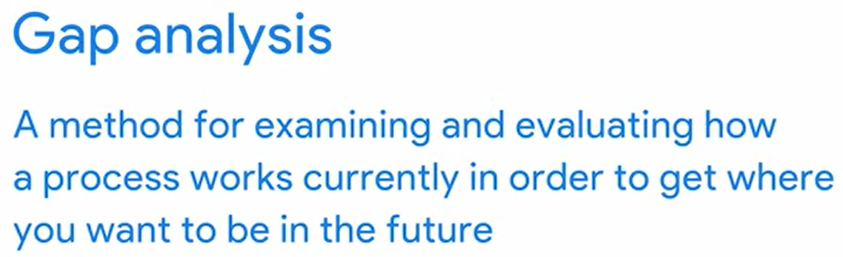 Gap analysis
A method for examining and evaluating how
a process works currently in order to get where
you want to be in the future